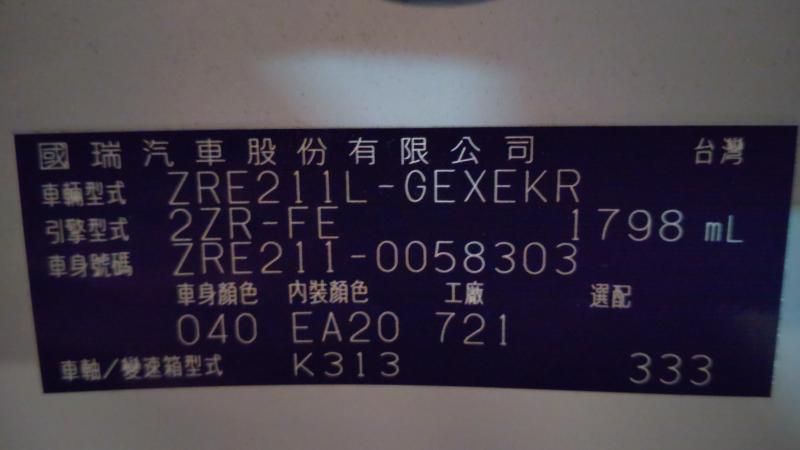 國瑞汽車股份有限公司 台灣
車輛型式 ZRE211L-GEXEKR
引擎型式 2ZR-FE 1798 mL
車身號碼 ZRE211-0058303
車身顏色 內裝顏色 工廠 選配
040 EA20 721
車軸/變速箱型式 K313 333